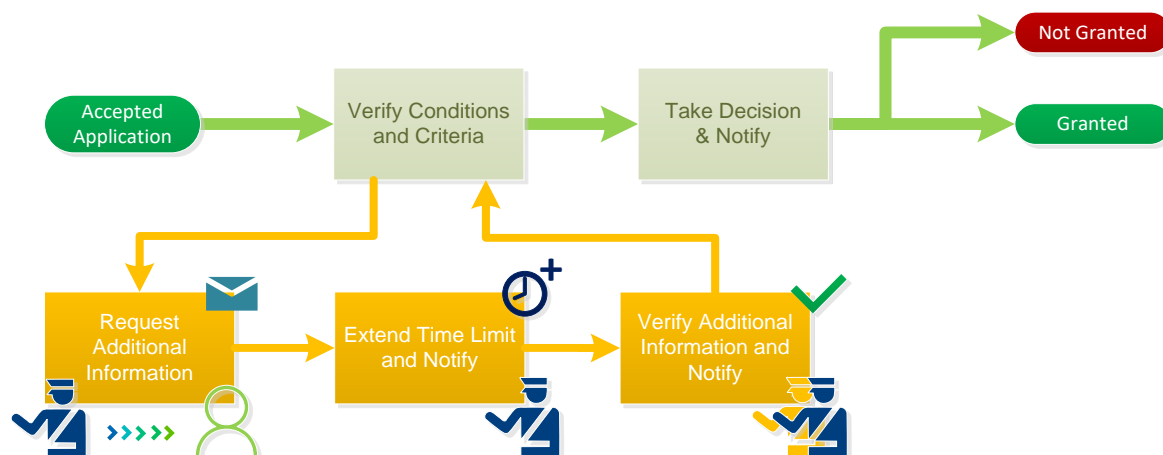 Not Granted
Accepted
Application
Verify Conditions
and Criteria
Take Decision
& Notify
Granted
Request
Additional
Information
Extend Time Limit
and Notify
Verify Additional
Information and
Notify